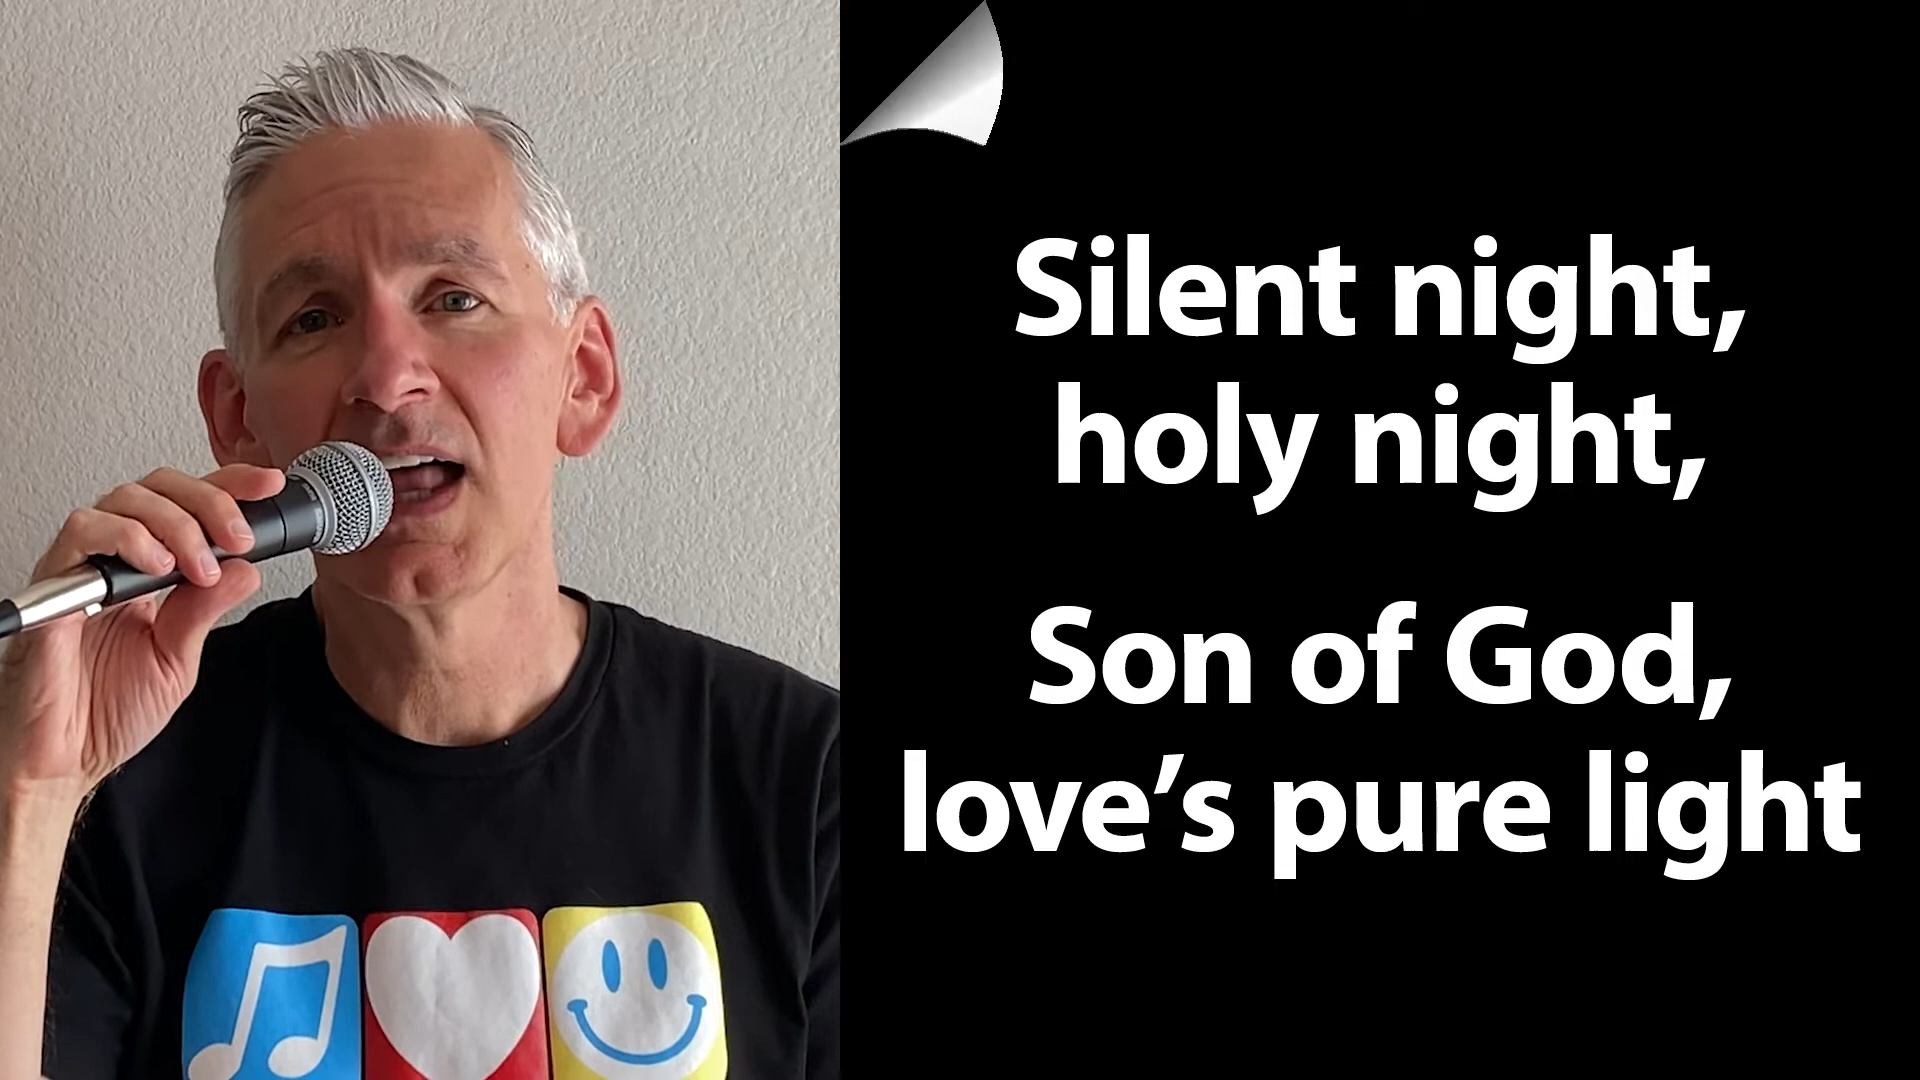 Silent night,
holy night,
Son of God,
love’s pure light